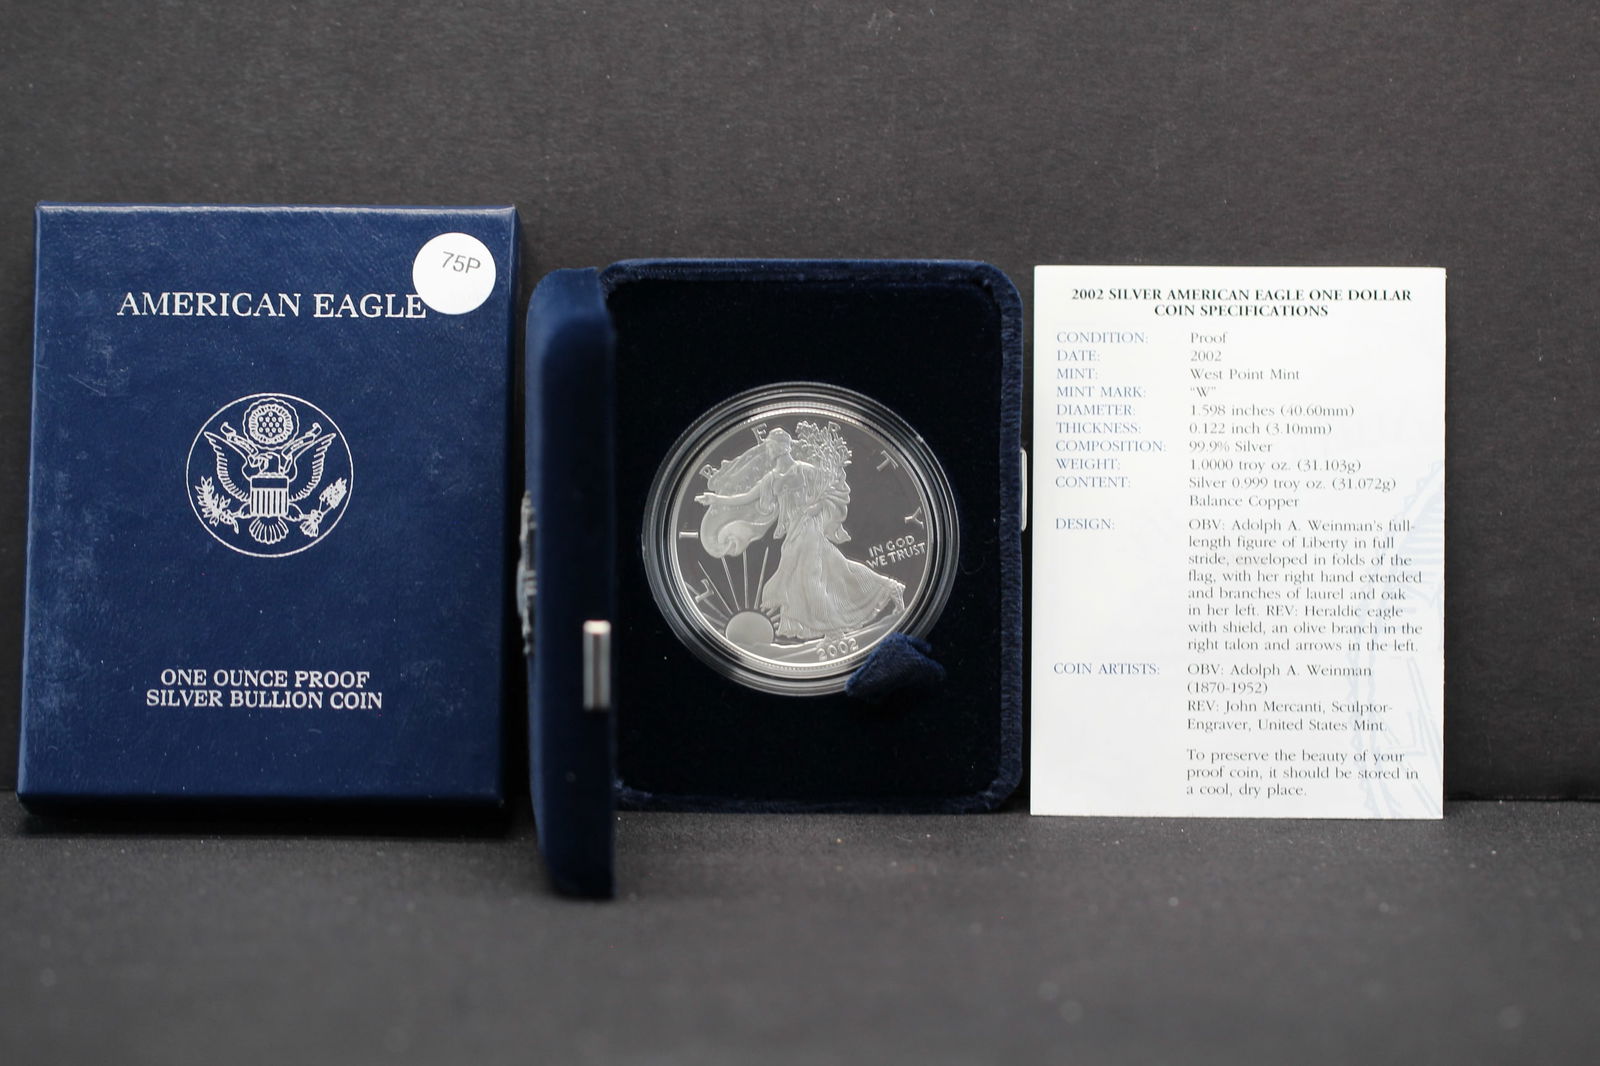 75P
AMERICAN EAGLE
ONE OUNCE PROOF
SILVER BULLION COIN
LIBERTY
IN GOD
WE TRUST
2002
2002 SILVER AMERICAN EAGLE ONE DOLLAR
COIN SPECIFICATIONS
CONDITION: Proof
DATE: 2002
MINT: West Point Mint
MINT MARK: "W"
DIAMETER: 1.598 inches (40.60mm)
THICKNESS: 0.122 inch (3.10mm)
COMPOSITION: 99.9% Silver
WEIGHT: 1.0000 troy oz. (31.103g)
CONTENT: Silver 0.999 troy oz. (31.072g)
Balance Copper
DESIGN: OBV: Adolph A. Weinman's full-
length figure of Liberty in full
stride, enveloped in folds of the
flag, with her right hand extended
and branches of laurel and oak
in her left. REV: Heraldic eagle
with shield, an olive branch in the
right talon and arrows in the left.
COIN ARTISTS: OBV: Adolph A. Weinman
(1870-1952)
REV: John Mercanti, Sculptor-
Engraver, United States Mint.
To preserve the beauty of your
proof coin, it should be stored in
a cool, dry place.